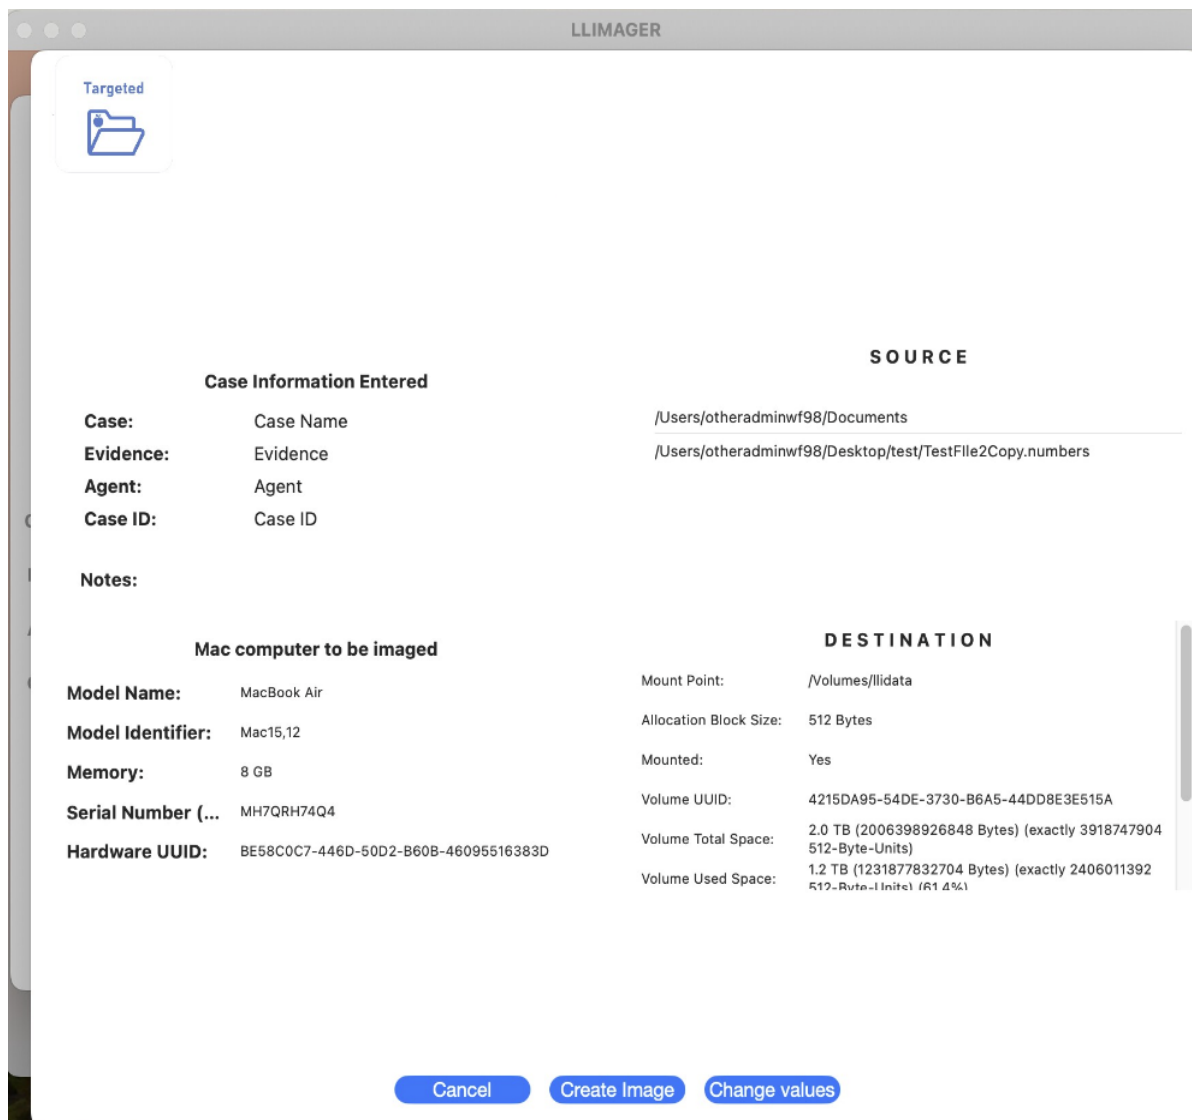 LLIMAGER
Targeted
Case Information Entered
Case: Case Name
Evidence: Evidence
Agent: Agent
Case ID: Case ID
Notes:
SOURCE
/Users/otheradminwf98/Documents
/Users/otheradminwf98/Desktop/test/TestFIle2Copy.numbers
Mac computer to be imaged
Model Name: MacBook Air
Model Identifier: Mac15,12
Memory: 8 GB
Serial Number (... MH7QRH74Q4
Hardware UUID: BE58C0C7-446D-50D2-B60B-46095516383D
DESTINATION
Mount Point: /Volumes/llidata
Allocation Block Size: 512 Bytes
Mounted: Yes
Volume UUID: 4215DA95-54DE-3730-B6A5-44DD8E3E515A
Volume Total Space: 2.0 TB (2006398926848 Bytes) (exactly 3918747904
512-Byte-Units)
Volume Used Space: 1.2 TB (1231877832704 Bytes) (exactly 2406011392
512-Byte-Units) (61.4%)
Cancel
Create Image
Change values